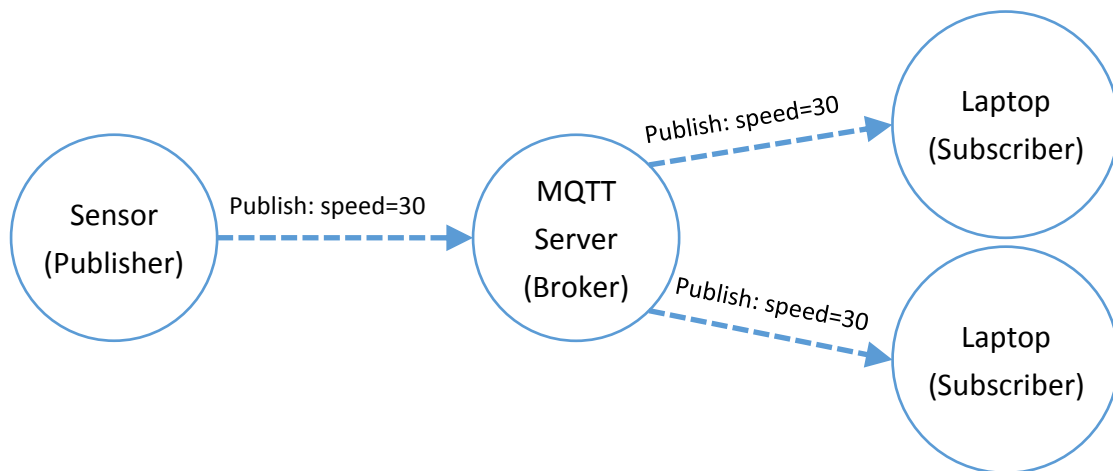 Sensor
(Publisher)
Publish: speed=30
MQTT
Server
(Broker)
Publish: speed=30
Laptop
(Subscriber)
Publish: speed=30
Laptop
(Subscriber)